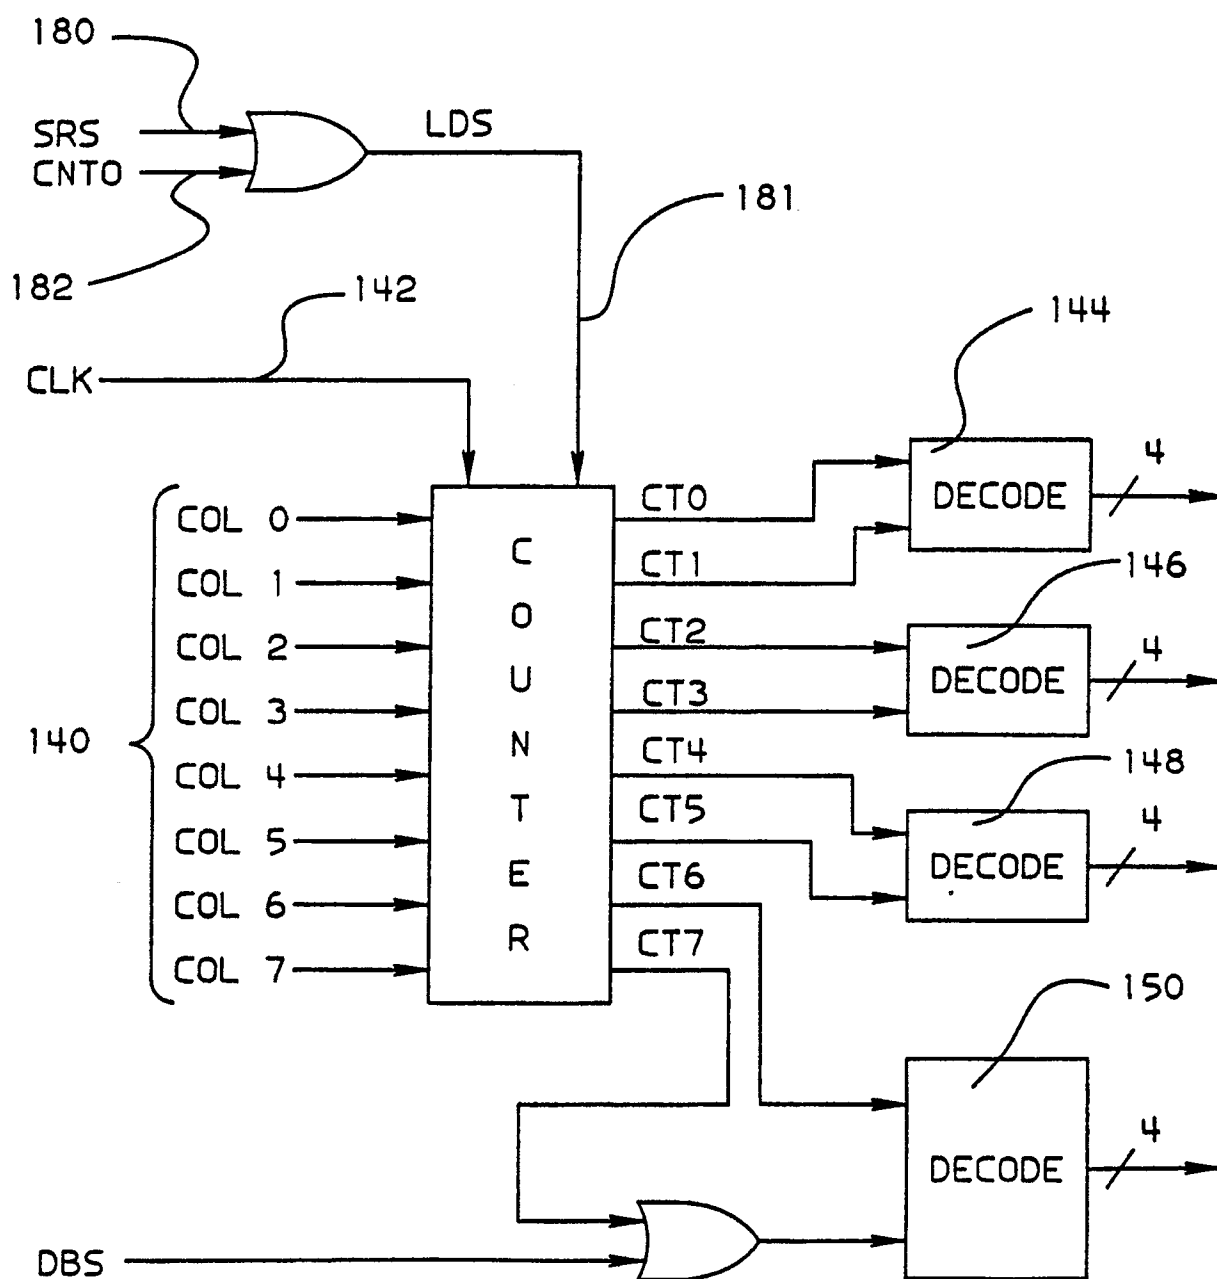 180
SRS
CNTO
LDS
181
182
142
CLK
144
4
DECODE
COL 0
CT0
COL 1
CT1
146
4
DECODE
COL 2
CT2
COL 3
CT3
140
COUNTER
COL 4
CT4
148
4
DECODE
COL 5
CT5
COL 6
CT6
COL 7
CT7
150
4
DECODE
DBS